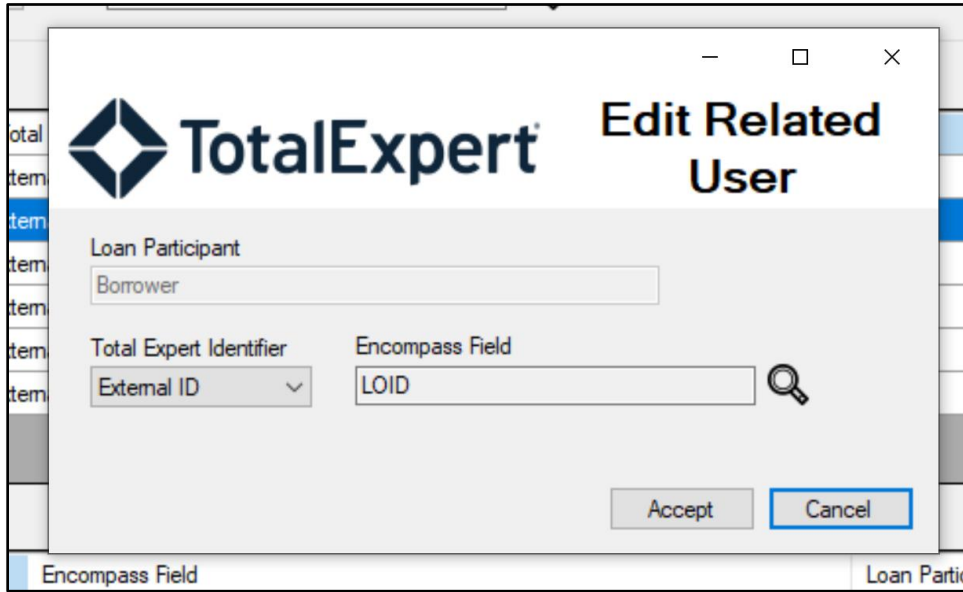 TotalExpert
Edit Related
User
Loan Participant
Borrower
Total Expert Identifier
Encompass Field
External ID
LOID
Accept
Cancel
Encompass Field